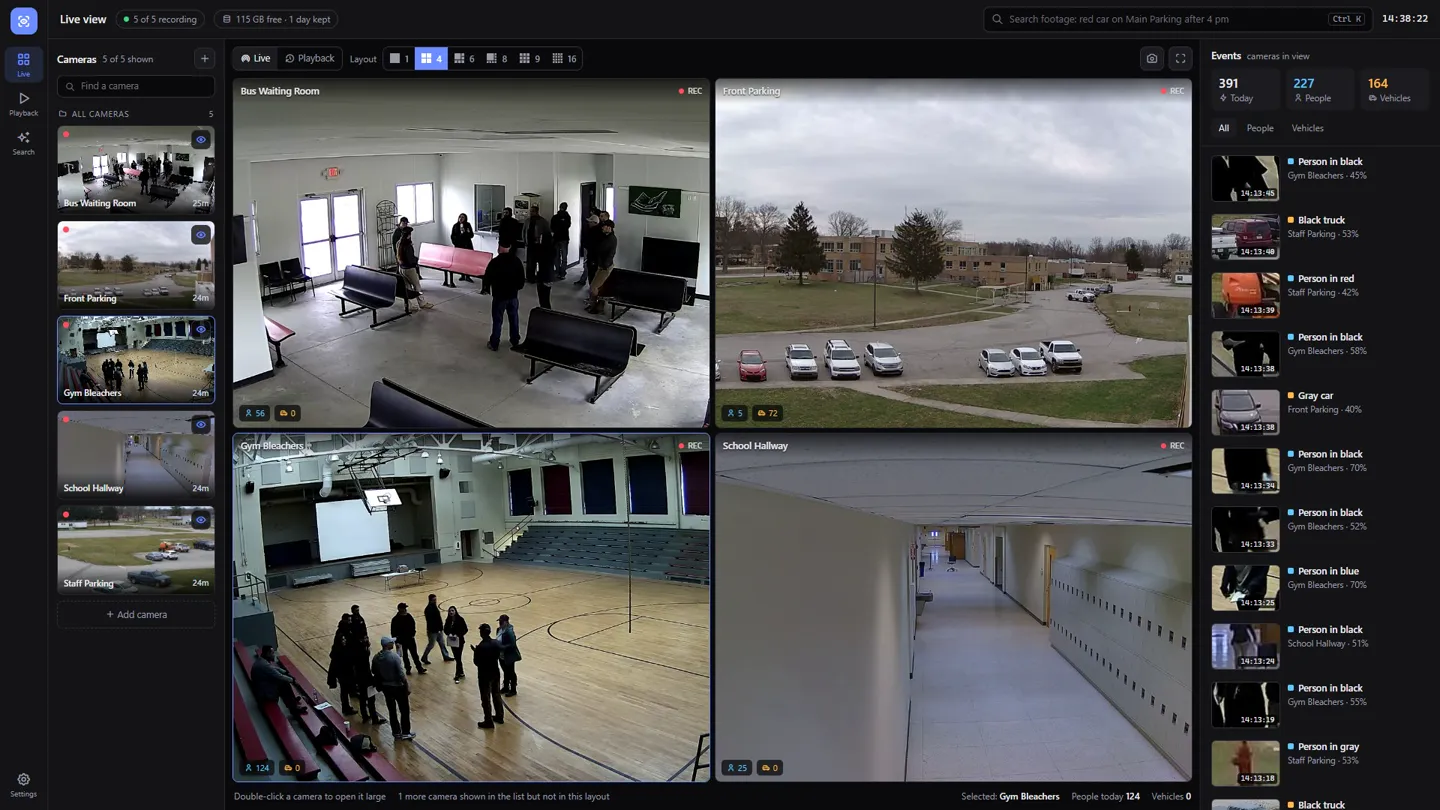 Live view
5 of 5 recording
115 GB free · 1 day kept
Search footage: red car on Main Parking after 4 pm
Ctrl K
14:38:22
Live
Playback
Search
Settings
Cameras 5 of 5 shown
+
Find a camera
ALL CAMERAS 5
Bus Waiting Room 25m
Front Parking 24m
Gym Bleachers 24m
School Hallway 24m
Staff Parking 24m
+ Add camera
Live Playback Layout 1 4 6 8 9 16
Bus Waiting Room REC
56 0
Front Parking REC
5 72
Gym Bleachers REC
124 0
School Hallway REC
25 0
Double-click a camera to open it large 1 more camera shown in the list but not in this layout
Selected: Gym Bleachers People today 124 Vehicles 0
Events cameras in view
391 Today
227 People
164 Vehicles
All People Vehicles
Person in black
Gym Bleachers · 45%
14:13:45
Black truck
Staff Parking · 53%
14:13:40
Person in red
Staff Parking · 42%
14:13:39
Person in black
Gym Bleachers · 58%
14:13:38
Gray car
Front Parking · 40%
14:13:38
Person in black
Gym Bleachers · 70%
14:13:34
Person in black
Gym Bleachers · 52%
14:13:33
Person in blue
Gym Bleachers · 70%
14:13:25
Person in black
School Hallway · 51%
14:13:24
Person in black
Gym Bleachers · 55%
14:13:19
Person in gray
Staff Parking · 53%
14:13:18
Black truck